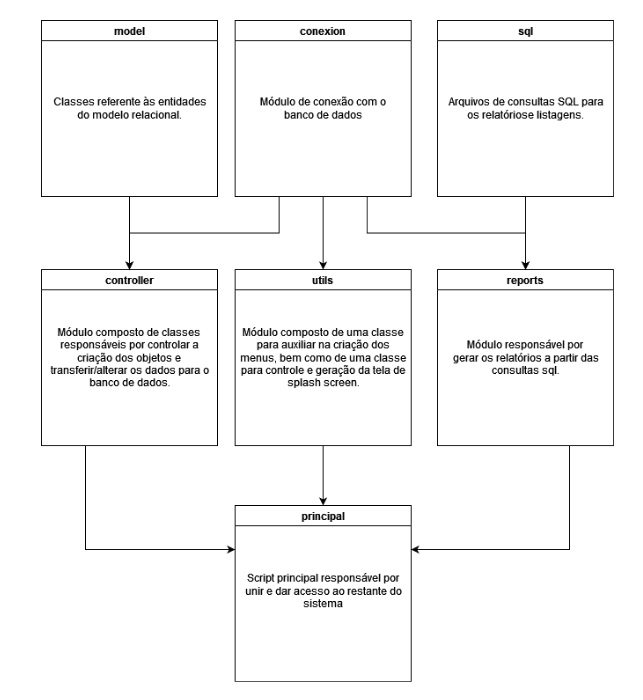 model
Classes referente às entidades
do modelo relacional.
conexion
Módulo de conexão com o
banco de dados
sql
Arquivos de consultas SQL para
os relatóriose listagens.
controller
Módulo composto de classes
responsáveis por controlar a
criação dos objetos e
transferir/alterar os dados para o
banco de dados.
utils
Módulo composto de uma classe
para auxiliar na criação dos
menus, bem como de uma classe
para controle e geração da tela de
splash screen.
reports
Módulo responsável por
gerar os relatórios a partir das
consultas sql.
principal
Script principal responsável por
unir e dar acesso ao restante do
sistema